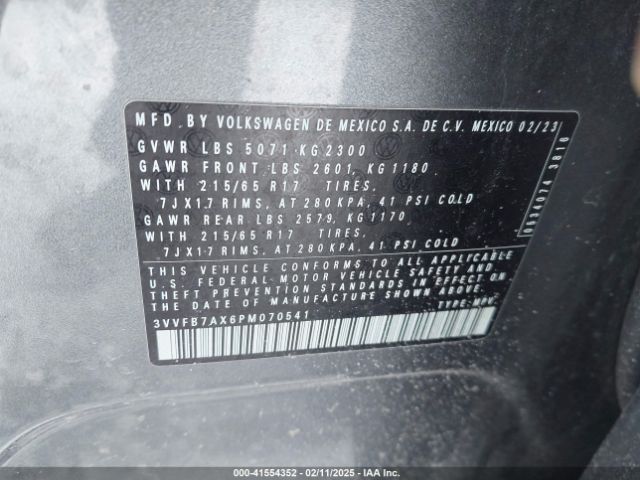 MFD. BY VOLKSWAGEN DE MEXICO S.A. DE C.V. MEXICO 02/23
GVWR LBS 5071 KG 2300
GAWR FRONT LBS 2601, KG 1180
WITH 215/65 R17 TIRES.
7JX17 RIMS, AT 280 KPA, 41 PSI COLD
GAWR REAR LBS 2579, KG 1170
WITH 215/65 R17 TIRES.
7JX17 RIMS, AT 280 KPA, 41 PSI COLD
THIS VEHICLE CONFORMS TO ALL APPLICABLE
U.S. FEDERAL MOTOR VEHICLE SAFETY AND
THEFT PREVENTION STANDARDS IN EFFECT ON THE
DATE OF MANUFACTURE SHOWN ABOVE.
3VVFB7AX6PM070541 TYPE: MPV
000-41554352 - 02/11/2025 - IAA Inc.